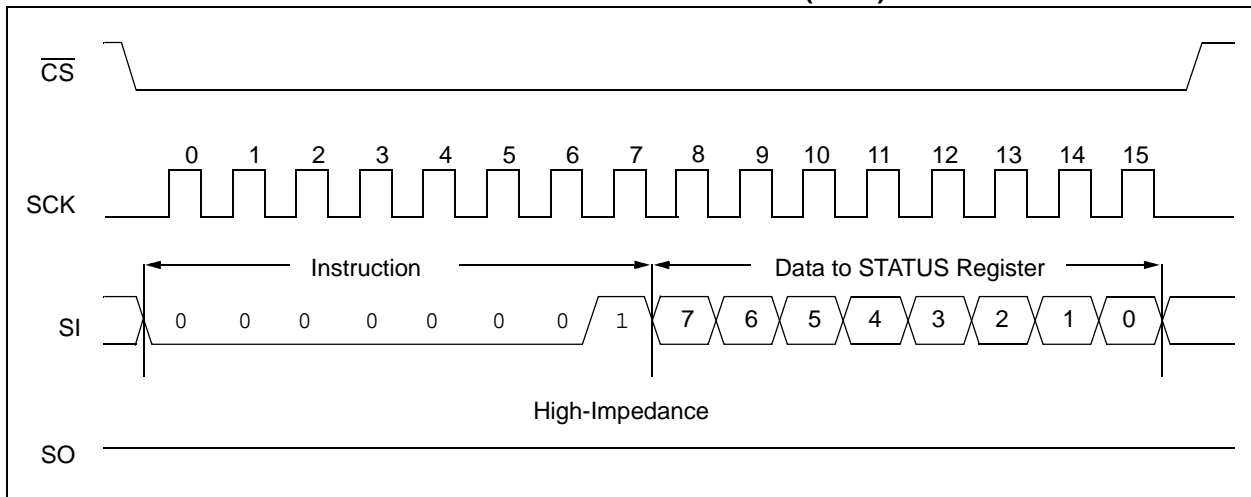 CS
0 1 2 3 4 5 6 7 8 9 10 11 12 13 14 15
SCK
Instruction Data to STATUS Register
SI 0 0 0 0 0 0 0 1 7 6 5 4 3 2 1 0
High-Impedance
SO